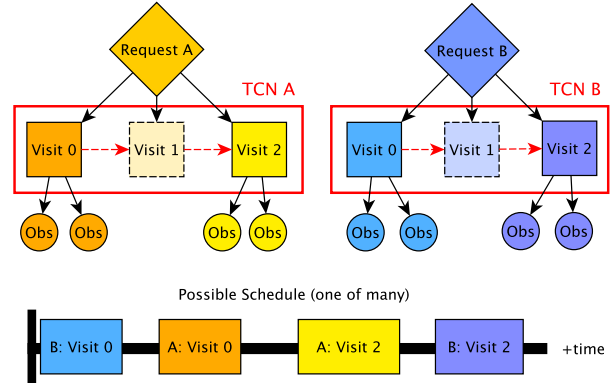 Request A
Request B
TCN A
TCN B
Visit 0
Visit 1
Visit 2
Visit 0
Visit 1
Visit 2
Obs
Obs
Obs
Obs
Obs
Obs
Obs
Obs
Possible Schedule (one of many)
B: Visit 0
A: Visit 0
A: Visit 2
B: Visit 2
+time